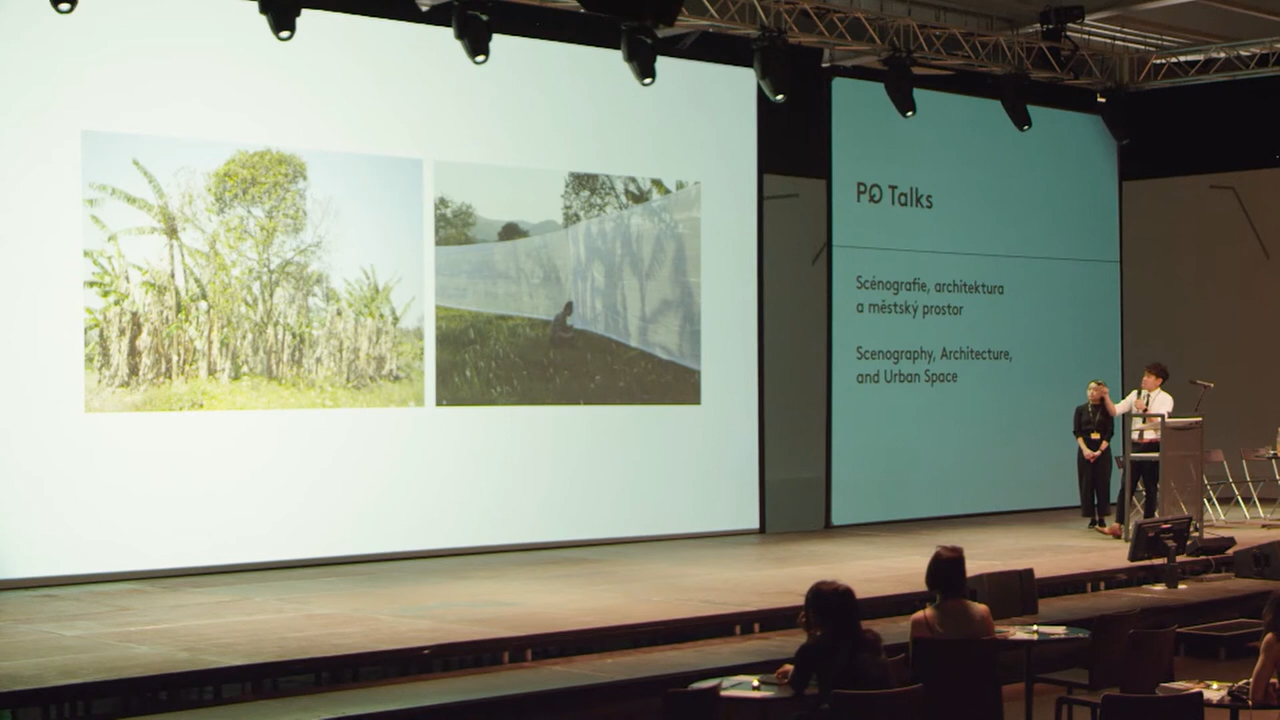 PQ Talks
Scénografie, architektura
a městský prostor
Scenography, Architecture,
and Urban Space